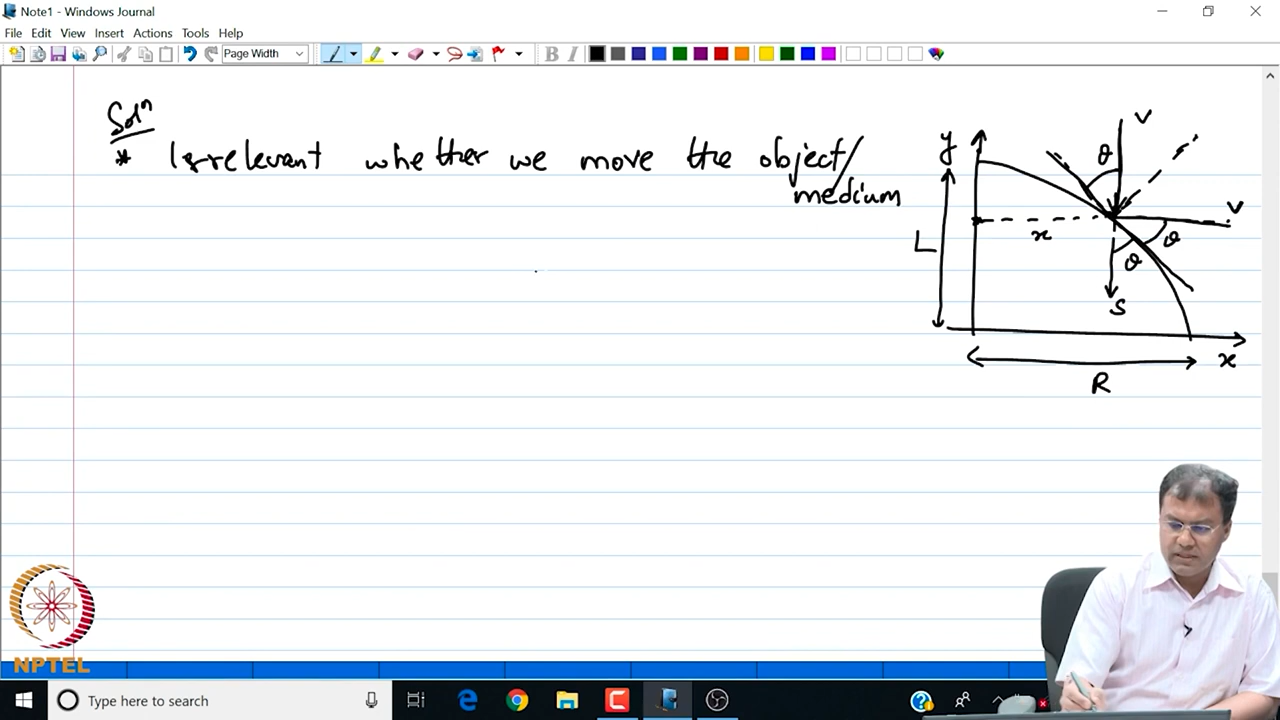 Note1 - Windows Journal
File Edit View Insert Actions Tools Help
Page Width
B I
Solⁿ
* Irrelevant whether we move the object/
medium
y
L
x
θ
V
V
θ
θ
S
x
R
NPTEL
Type here to search